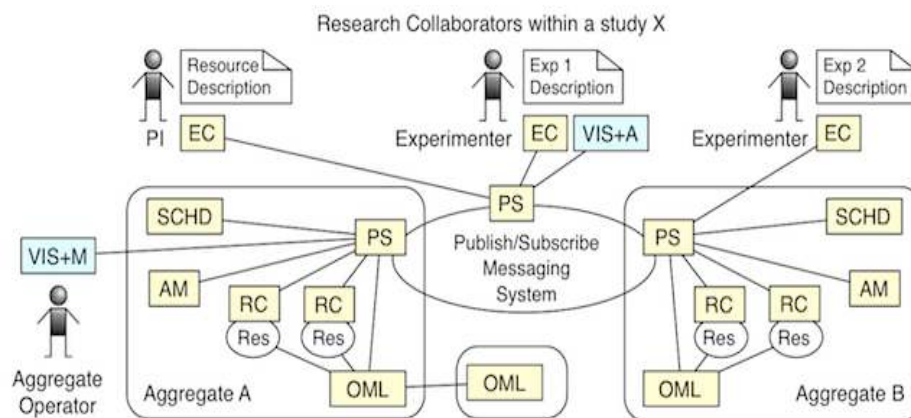 Research Collaborators within a study X
Resource
Description
Exp 1
Description
Exp 2
Description
PI
EC
Experimenter
EC
VIS+A
Experimenter
EC
PS
SCHD
PS
Publish/Subscribe
Messaging
System
PS
SCHD
VIS+M
AM
RC
RC
RC
RC
AM
Res
Res
Res
Res
Aggregate
Operator
Aggregate A
OML
OML
OML
Aggregate B